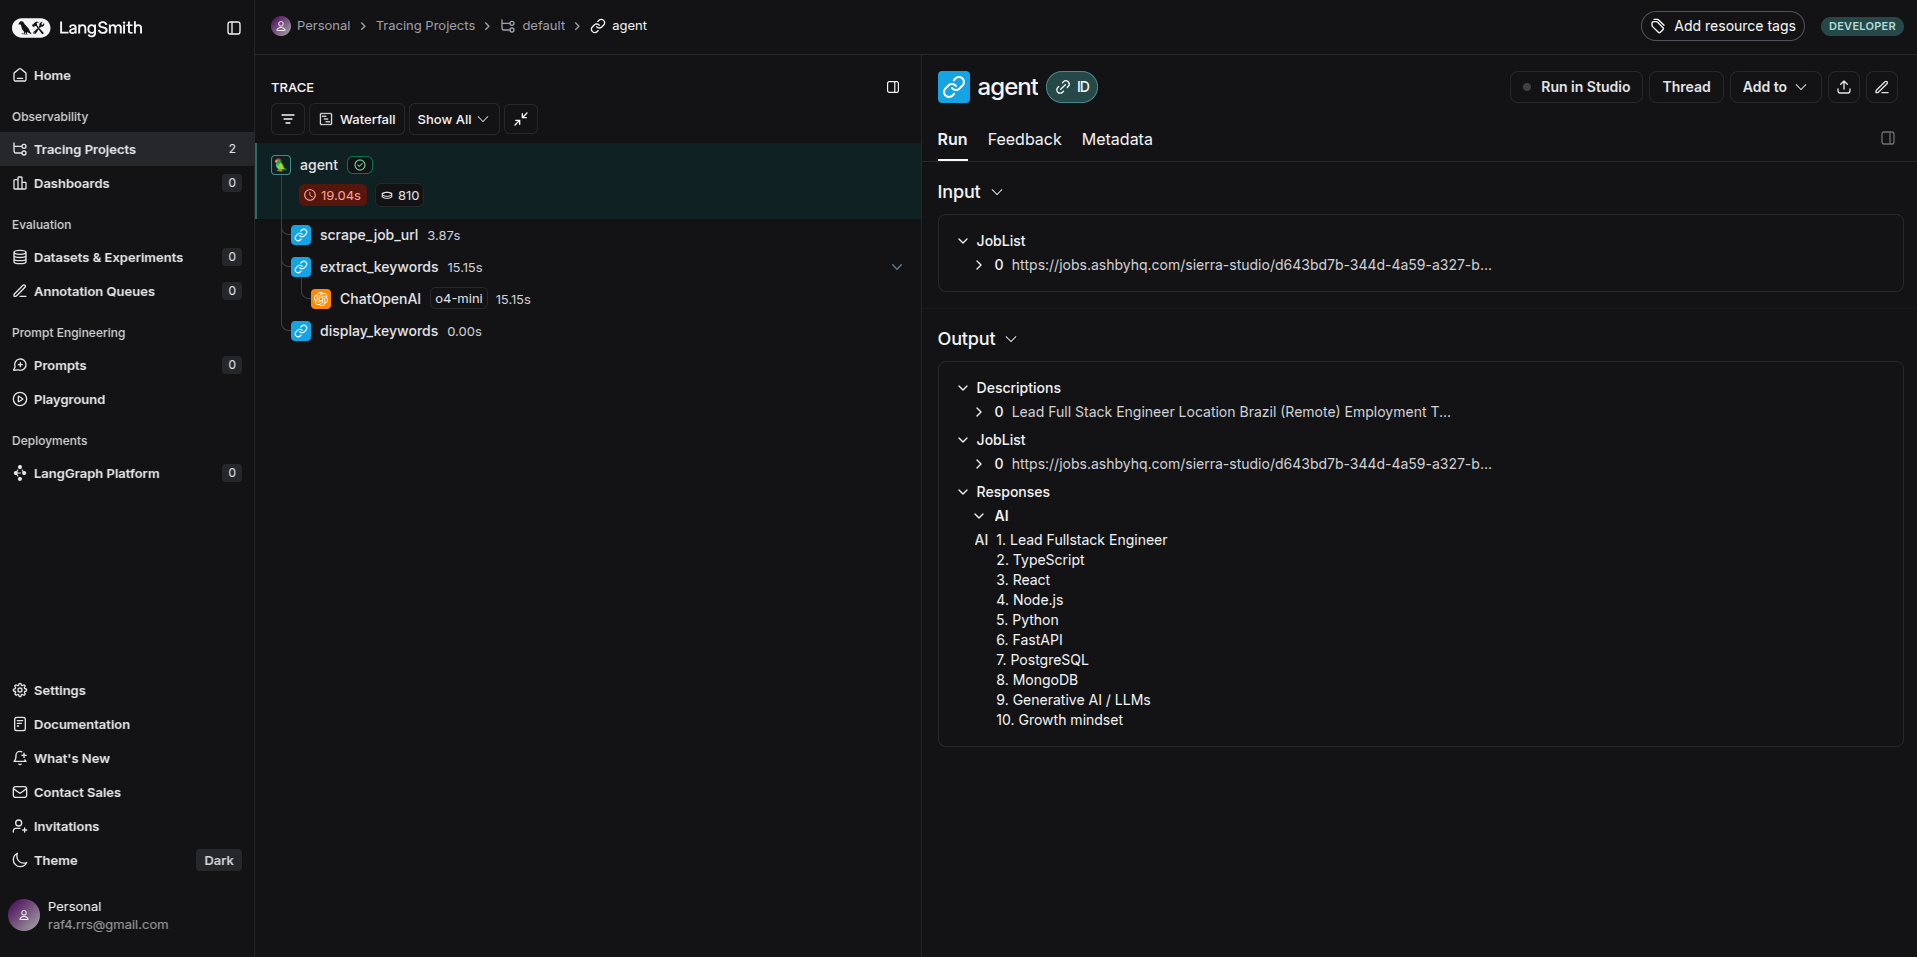 LangSmith
Home
Observability
Tracing Projects 2
Dashboards 0
Evaluation
Datasets & Experiments 0
Annotation Queues 0
Prompt Engineering
Prompts 0
Playground
Deployments
LangGraph Platform 0
Settings
Documentation
What's New
Contact Sales
Invitations
Theme Dark
Personal
raf4.rrs@gmail.com
Personal > Tracing Projects > default > agent
Add resource tags DEVELOPER
TRACE
Waterfall Show All
agent
19.04s 810
scrape_job_url 3.87s
extract_keywords 15.15s
ChatOpenAI o4-mini 15.15s
display_keywords 0.00s
agent ID
Run in Studio Thread Add to
Run Feedback Metadata
Input
JobList
0 https://jobs.ashbyhq.com/sierra-studio/d643bd7b-344d-4a59-a327-b...
Output
Descriptions
0 Lead Full Stack Engineer Location Brazil (Remote) Employment T...
JobList
0 https://jobs.ashbyhq.com/sierra-studio/d643bd7b-344d-4a59-a327-b...
Responses
AI
AI 1. Lead Fullstack Engineer
2. TypeScript
3. React
4. Node.js
5. Python
6. FastAPI
7. PostgreSQL
8. MongoDB
9. Generative AI / LLMs
10. Growth mindset